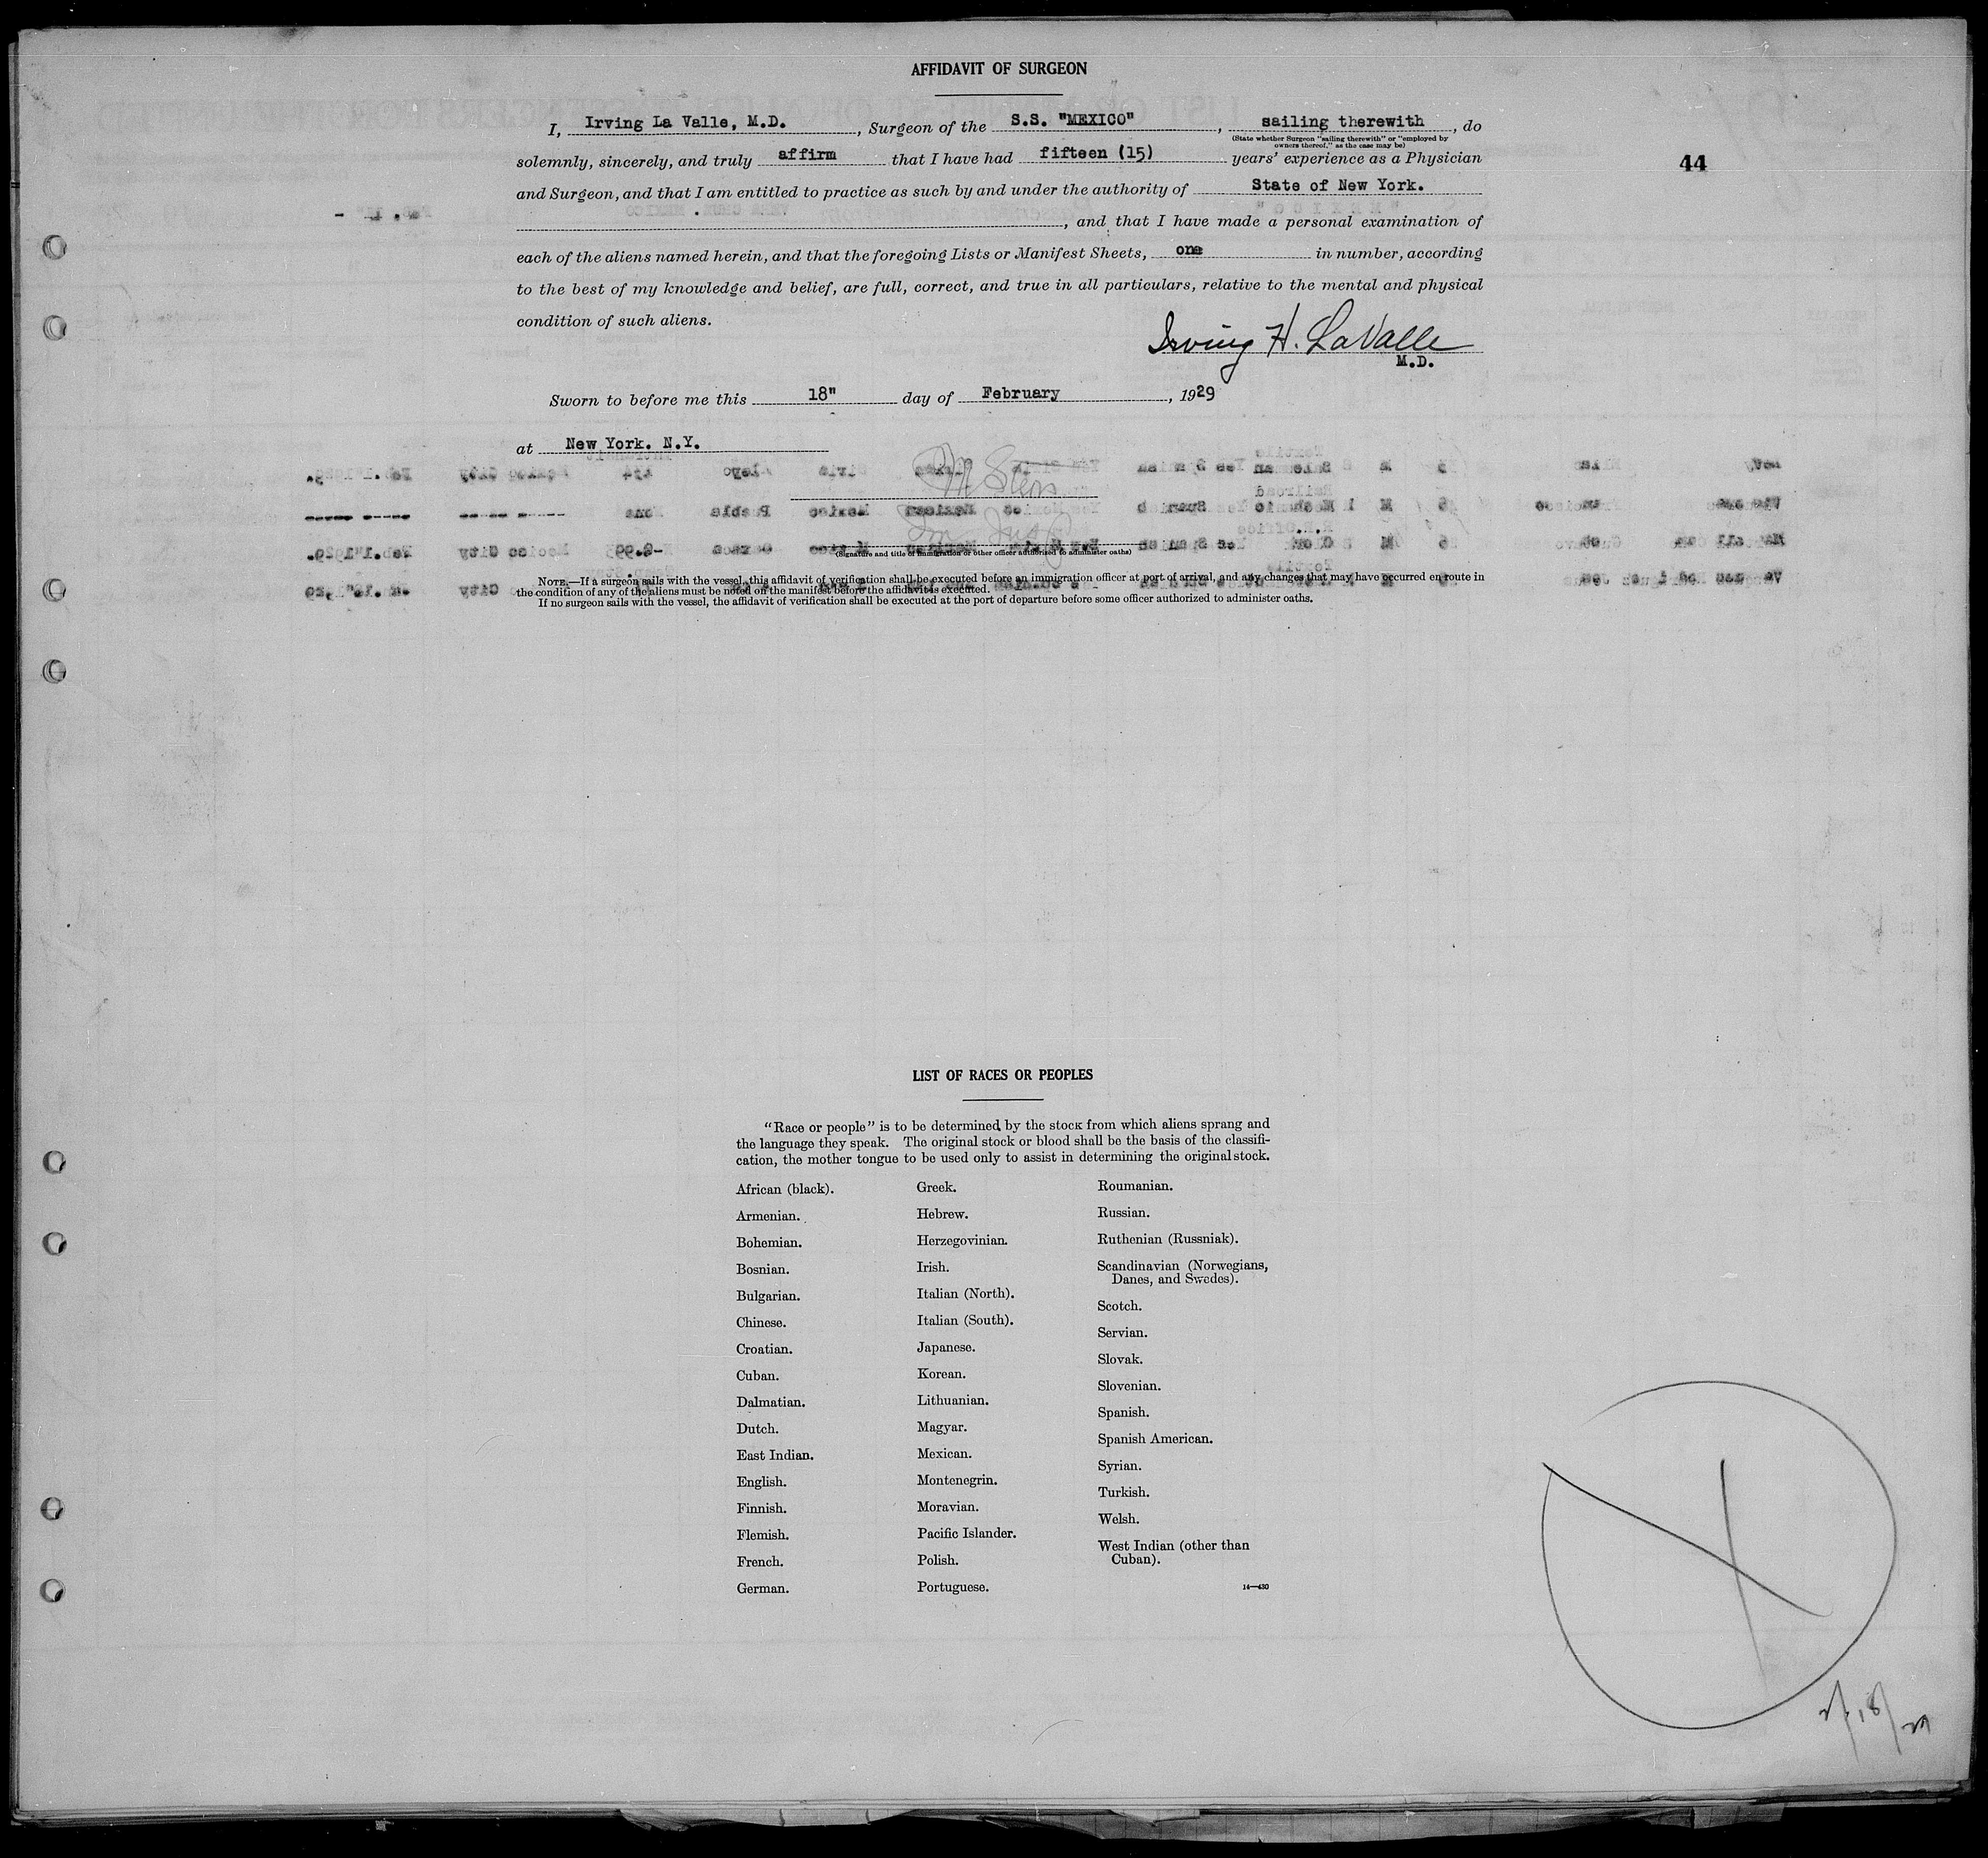 AFFIDAVIT OF SURGEON
I, Irving La Valle, M.D. , Surgeon of the S.S. "MEXICO" , sailing therewith , do
(State whether Surgeon "sailing therewith" or "employed by
owners thereof," as the case may be)
solemnly, sincerely, and truly affirm that I have had fifteen (15) years' experience as a Physician
44
and Surgeon, and that I am entitled to practice as such by and under the authority of State of New York.
, and that I have made a personal examination of
each of the aliens named herein, and that the foregoing Lists or Manifest Sheets, one in number, according
to the best of my knowledge and belief, are full, correct, and true in all particulars, relative to the mental and physical
condition of such aliens.
Irving H. LaValle
M.D.
Sworn to before me this 18" day of February , 1929
at New York. N.Y.
(Signature and title of immigration or other officer authorized to administer oaths)
NOTE.—If a surgeon sails with the vessel, this affidavit of verification shall be executed before an immigration officer at port of arrival, and any changes that may have occurred en route in
the condition of any of the aliens must be noted on the manifest before the affidavit is executed.
If no surgeon sails with the vessel, the affidavit of verification shall be executed at the port of departure before some officer authorized to administer oaths.
LIST OF RACES OR PEOPLES
"Race or people" is to be determined by the stock from which aliens sprang and
the language they speak. The original stock or blood shall be the basis of the classifi-
cation, the mother tongue to be used only to assist in determining the original stock.
African (black).
Armenian.
Bohemian.
Bosnian.
Bulgarian.
Chinese.
Croatian.
Cuban.
Dalmatian.
Dutch.
East Indian.
English.
Finnish.
Flemish.
French.
German.
Greek.
Hebrew.
Herzegovinian.
Irish.
Italian (North).
Italian (South).
Japanese.
Korean.
Lithuanian.
Magyar.
Mexican.
Montenegrin.
Moravian.
Pacific Islander.
Polish.
Portuguese.
Roumanian.
Russian.
Ruthenian (Russniak).
Scandinavian (Norwegians,
Danes, and Swedes).
Scotch.
Servian.
Slovak.
Slovenian.
Spanish.
Spanish American.
Syrian.
Turkish.
Welsh.
West Indian (other than
Cuban).
14—430
2/18/29